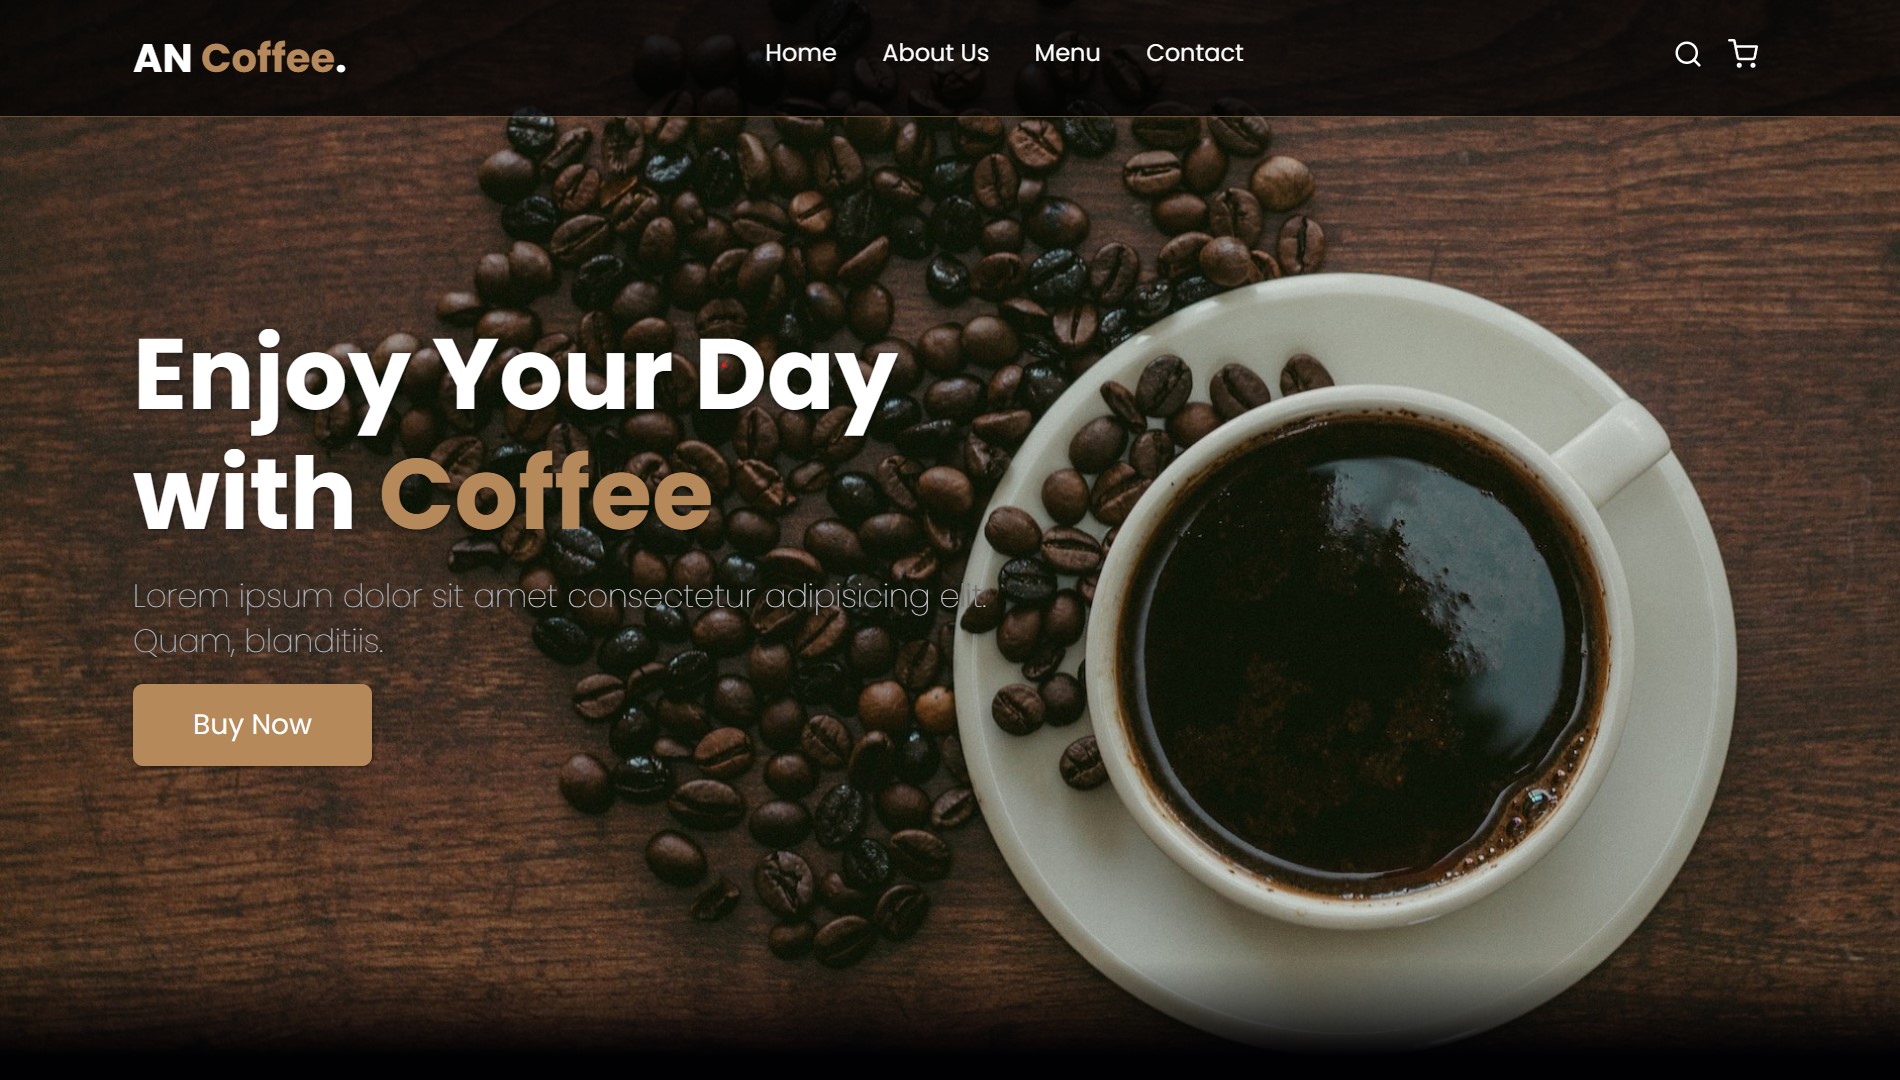 AN Coffee.
Home
About Us
Menu
Contact
Enjoy Your Day
with Coffee
Lorem ipsum dolor sit amet consectetur adipisicing elit.
Quam, blanditiis.
Buy Now